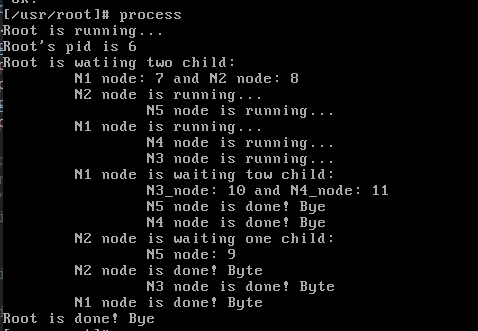 [/usr/root]# process
Root is running...
Root's pid is 6
Root is watiing two child:
N1 node: 7 and N2 node: 8
N2 node is running...
N5 node is running...
N1 node is running...
N4 node is running...
N3 node is running...
N1 node is waiting tow child:
N3_node: 10 and N4_node: 11
N5 node is done! Bye
N4 node is done! Bye
N2 node is waiting one child:
N5 node: 9
N2 node is done! Byte
N3 node is done! Byte
N1 node is done! Byte
Root is done! Bye